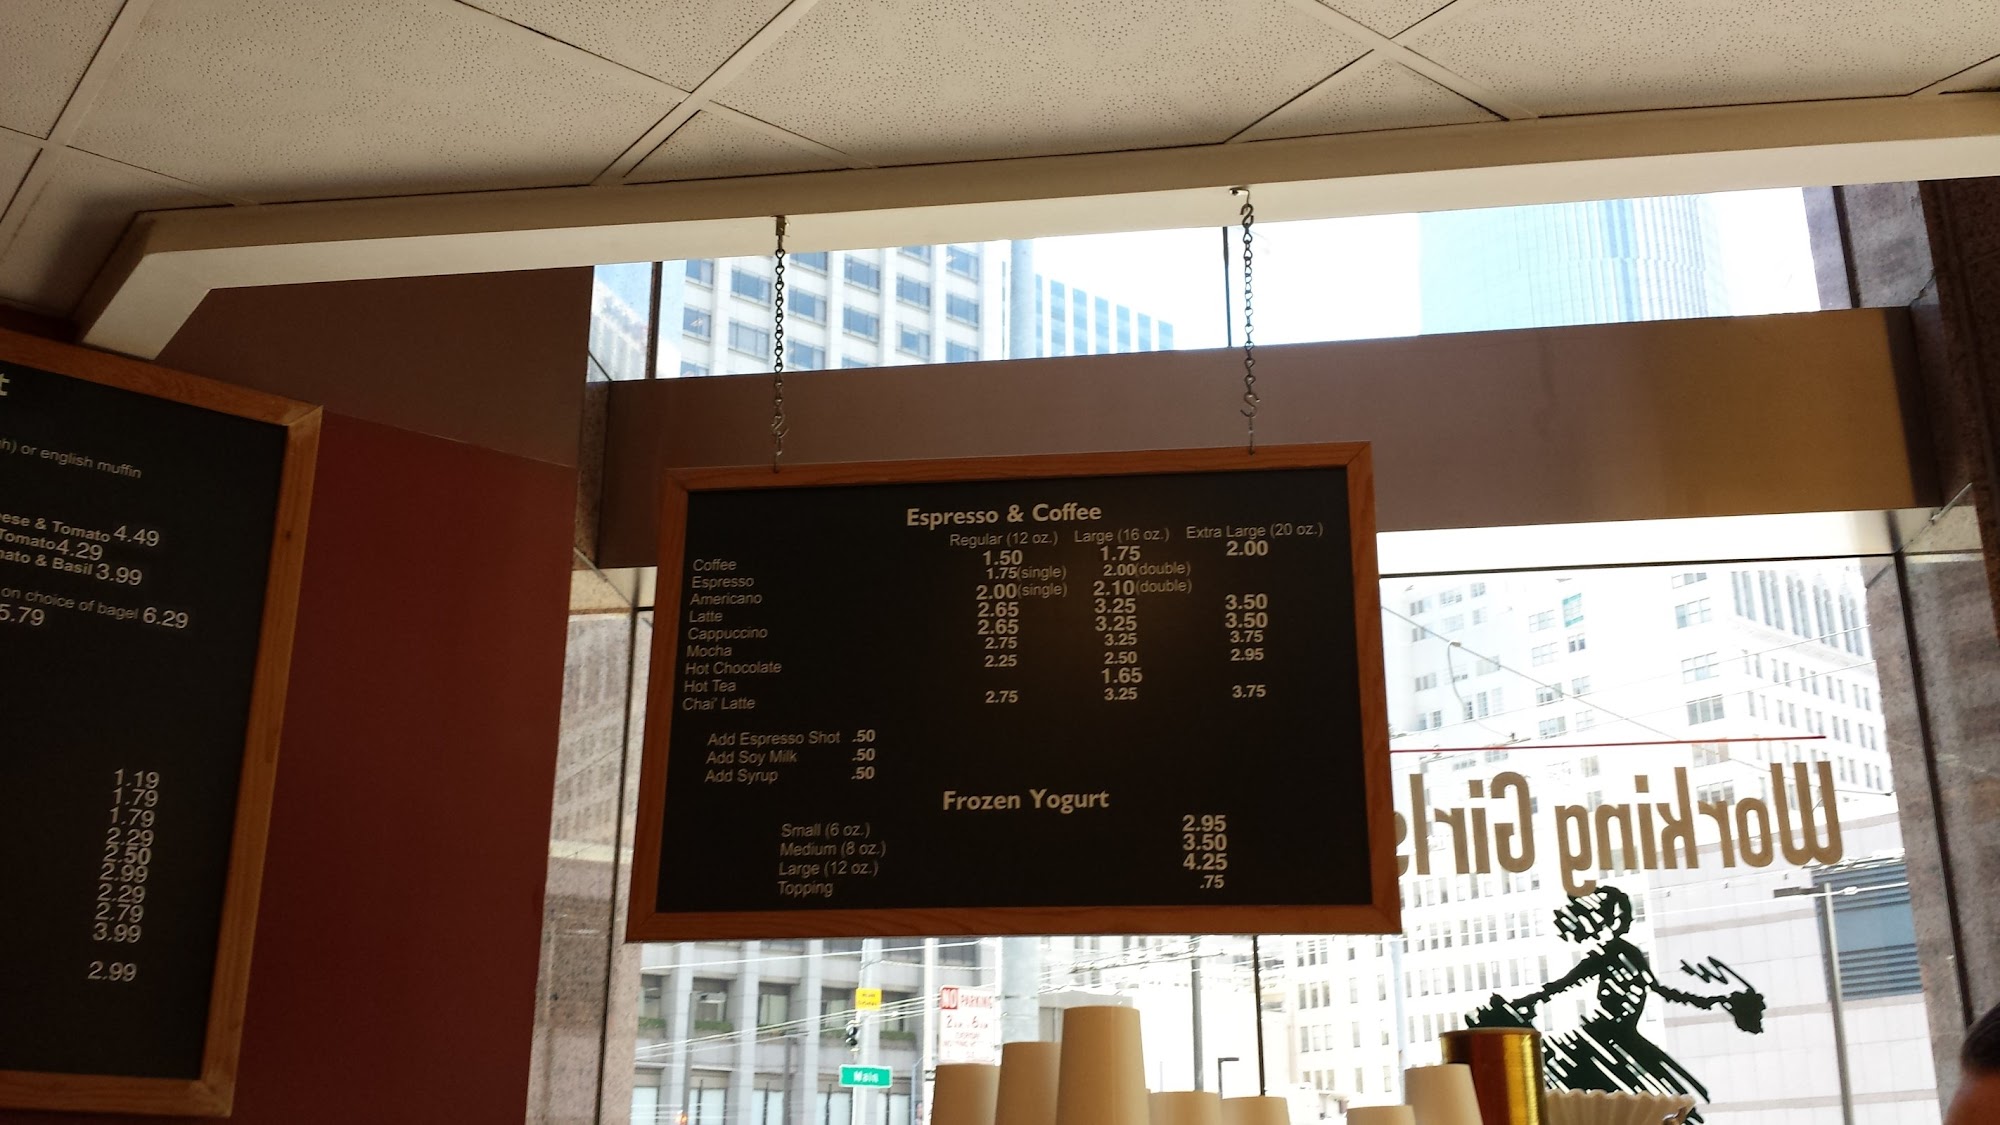 t
h) or english muffin
ese & Tomato 4.49
Tomato 4.29
nato & Basil 3.99
on choice of bagel 6.29
5.79
1.19
1.79
1.79
2.29
2.50
2.99
2.29
2.79
3.99
2.99
Espresso & Coffee
Regular (12 oz.) Large (16 oz.) Extra Large (20 oz.)
Coffee 1.50 1.75 2.00
Espresso 1.75(single) 2.00(double)
Americano 2.00(single) 2.10(double)
Latte 2.65 3.25 3.50
Cappuccino 2.65 3.25 3.50
Mocha 2.75 3.25 3.75
Hot Chocolate 2.25 2.50 2.95
Hot Tea 1.65
Chai' Latte 2.75 3.25 3.75
Add Espresso Shot .50
Add Soy Milk .50
Add Syrup .50
Frozen Yogurt
Small (6 oz.) 2.95
Medium (8 oz.) 3.50
Large (12 oz.) 4.25
Topping .75
Working Girls
NO PARKING
Main